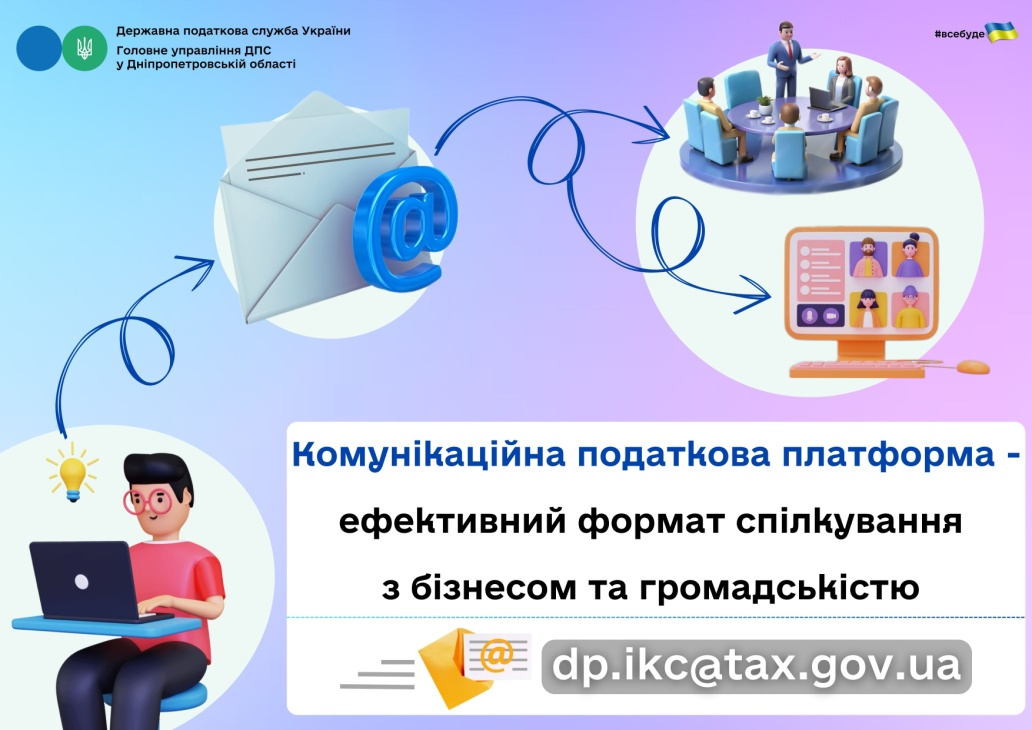 Державна податкова служба України
Головне управління ДПС
у Дніпропетровській області
#всебуде
Комунікаційна податкова платформа -
ефективний формат спілкування
з бізнесом та громадськістю
@
@
dp.ikc@tax.gov.ua